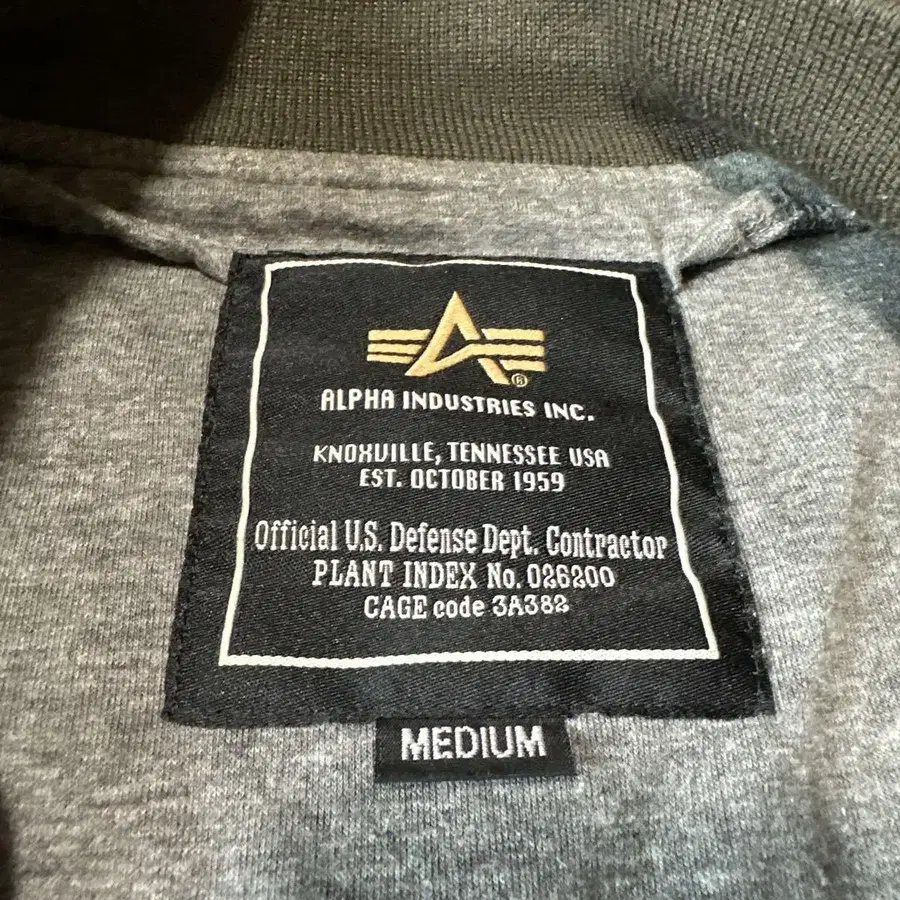 ®
ALPHA INDUSTRIES INC.
KNOXVILLE, TENNESSEE USA
EST. OCTOBER 1959
Official U.S. Defense Dept. Contractor
PLANT INDEX No. 026200
CAGE code 3A382
MEDIUM